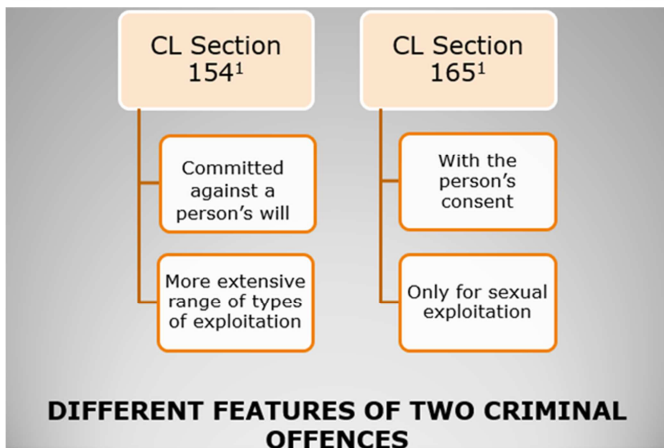 CL Section
154¹
Committed
against a
person's will
More extensive
range of types
of exploitation
CL Section
165¹
With the
person's
consent
Only for sexual
exploitation
DIFFERENT FEATURES OF TWO CRIMINAL
OFFENCES